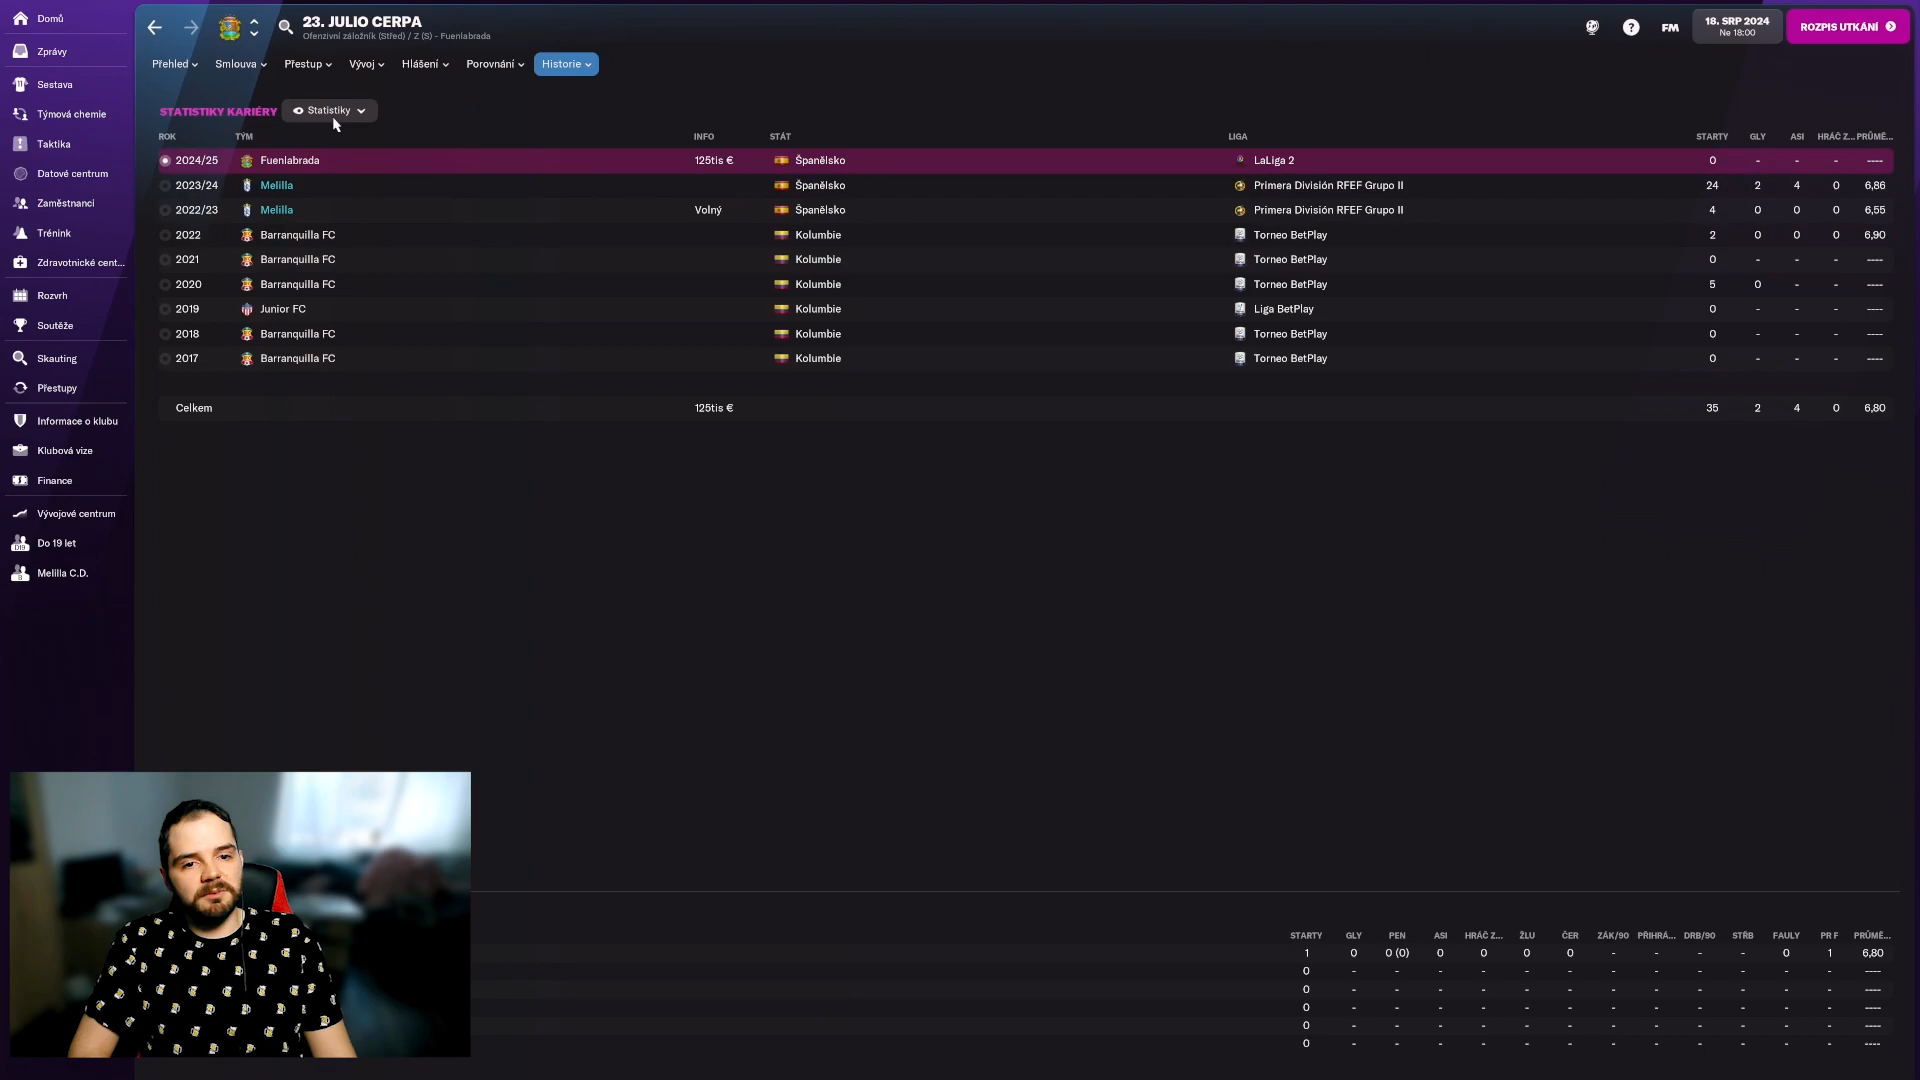 Domů
Zprávy
Sestava
Týmová chemie
Taktika
Datové centrum
Zaměstnanci
Trénink
Zdravotnické cent...
Rozvrh
Soutěže
Skauting
Přestupy
Informace o klubu
Klubová vize
Finance
Vývojové centrum
Do 19 let
Melilla C.D.
23. JULIO CERPA
Ofenzivní záložník (Střed) / Z (S) - Fuenlabrada
FM
18. SRP 2024
Ne 18:00
ROZPIS UTKÁNÍ
Přehled Smlouva Přestup Vývoj Hlášení Porovnání Historie
STATISTIKY KARIÉRY Statistiky
ROK TÝM INFO STÁT LIGA STARTY GLY ASI HRÁČ Z... PRŮMĚ...
2024/25 Fuenlabrada 125tis € Španělsko LaLiga 2 0 - - - ----
2023/24 Melilla Španělsko Primera División RFEF Grupo II 24 2 4 0 6,86
2022/23 Melilla Volný Španělsko Primera División RFEF Grupo II 4 0 0 0 6,55
2022 Barranquilla FC Kolumbie Torneo BetPlay 2 0 0 0 6,90
2021 Barranquilla FC Kolumbie Torneo BetPlay 0 - - - ----
2020 Barranquilla FC Kolumbie Torneo BetPlay 5 0 - - ----
2019 Junior FC Kolumbie Liga BetPlay 0 - - - ----
2018 Barranquilla FC Kolumbie Torneo BetPlay 0 - - - ----
2017 Barranquilla FC Kolumbie Torneo BetPlay 0 - - - ----
Celkem 125tis € 35 2 4 0 6,80
STARTY GLY PEN ASI HRÁČ Z... ŽLU ČER ZÁK/90 PŘIHRÁ... DRB/90 STŘB FAULY PR F PRŮMĚ...
1 0 0 (0) 0 0 0 0 - - - - 0 1 6,80
0 - - - - - - - - - - - - ----
0 - - - - - - - - - - - - ----
0 - - - - - - - - - - - - ----
0 - - - - - - - - - - - - ----
0 - - - - - - - - - - - - ----